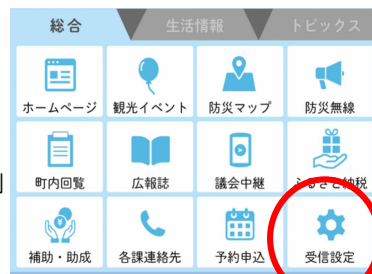 総合 生活情報 トピックス
ホームページ 観光イベント 防災マップ 防災無線
町内回覧 広報誌 議会中継 ふるさと納税
補助・助成 各課連絡先 予約申込 受信設定